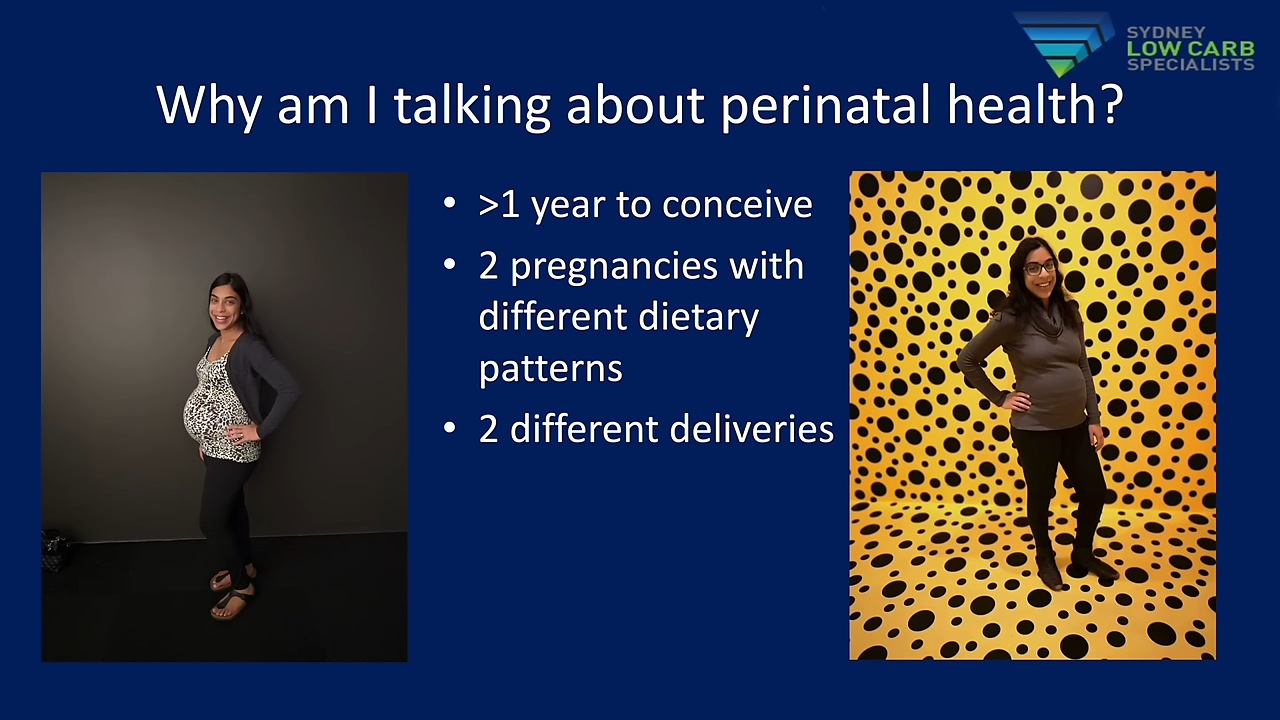 SYDNEY
LOW CARB
SPECIALISTS
Why am I talking about perinatal health?
• >1 year to conceive
• 2 pregnancies with
different dietary
patterns
• 2 different deliveries